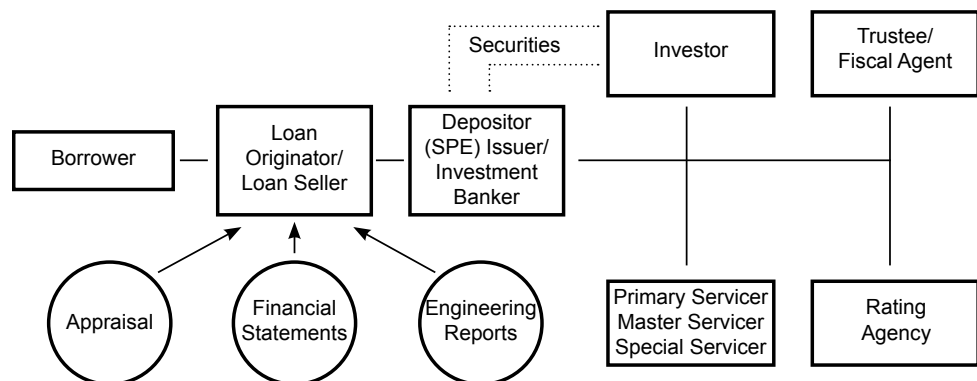 Securities
Investor
Trustee/
Fiscal Agent
Borrower
Loan
Originator/
Loan Seller
Depositor
(SPE) Issuer/
Investment
Banker
Appraisal
Financial
Statements
Engineering
Reports
Primary Servicer
Master Servicer
Special Servicer
Rating
Agency